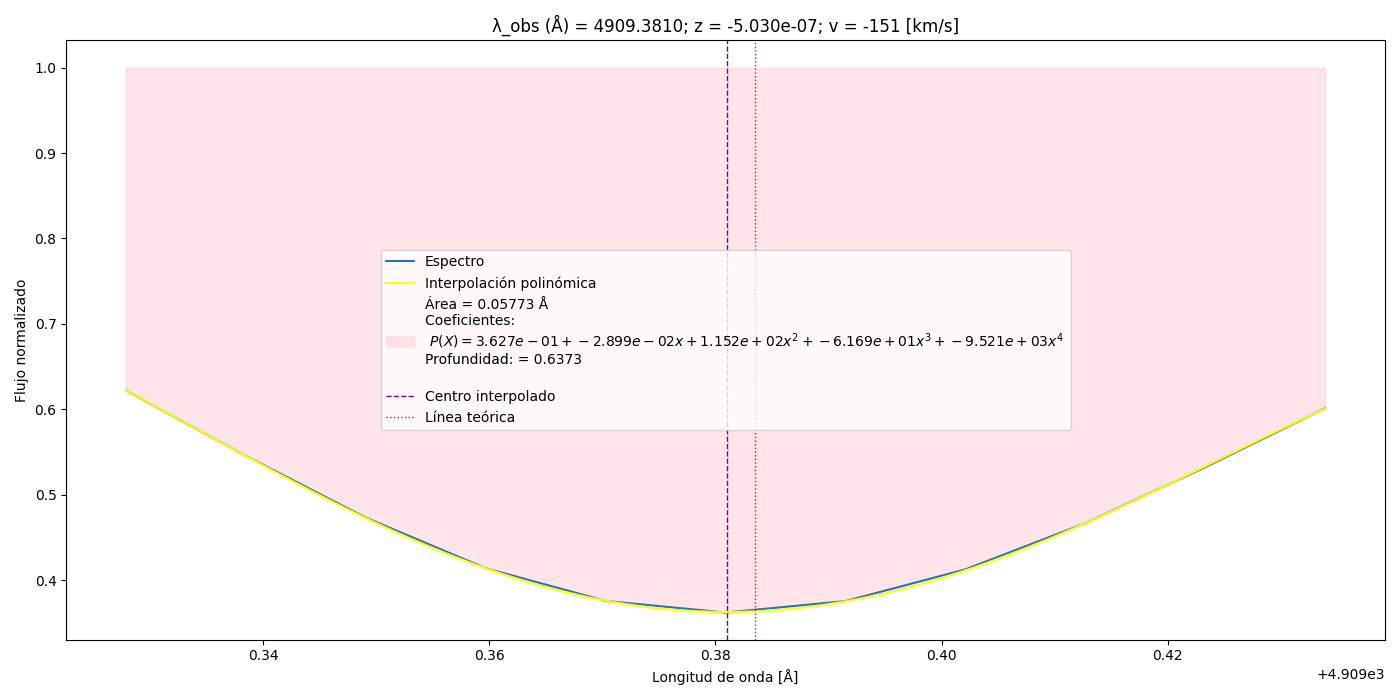 λ_obs (Å) = 4909.3810; z = -5.030e-07; v = -151 [km/s]
Flujo normalizado
1.0
0.9
0.8
0.7
0.6
0.5
0.4
Espectro
Interpolación polinómica
Área = 0.05773 Å
Coeficientes:
P(X) = 3.627e − 01 + −2.899e − 02x + 1.152e + 02x² + −6.169e + 01x³ + −9.521e + 03x⁴
Profundidad: = 0.6373
Centro interpolado
Línea teórica
0.34
0.36
0.38
0.40
0.42
+4.909e3
Longitud de onda [Å]